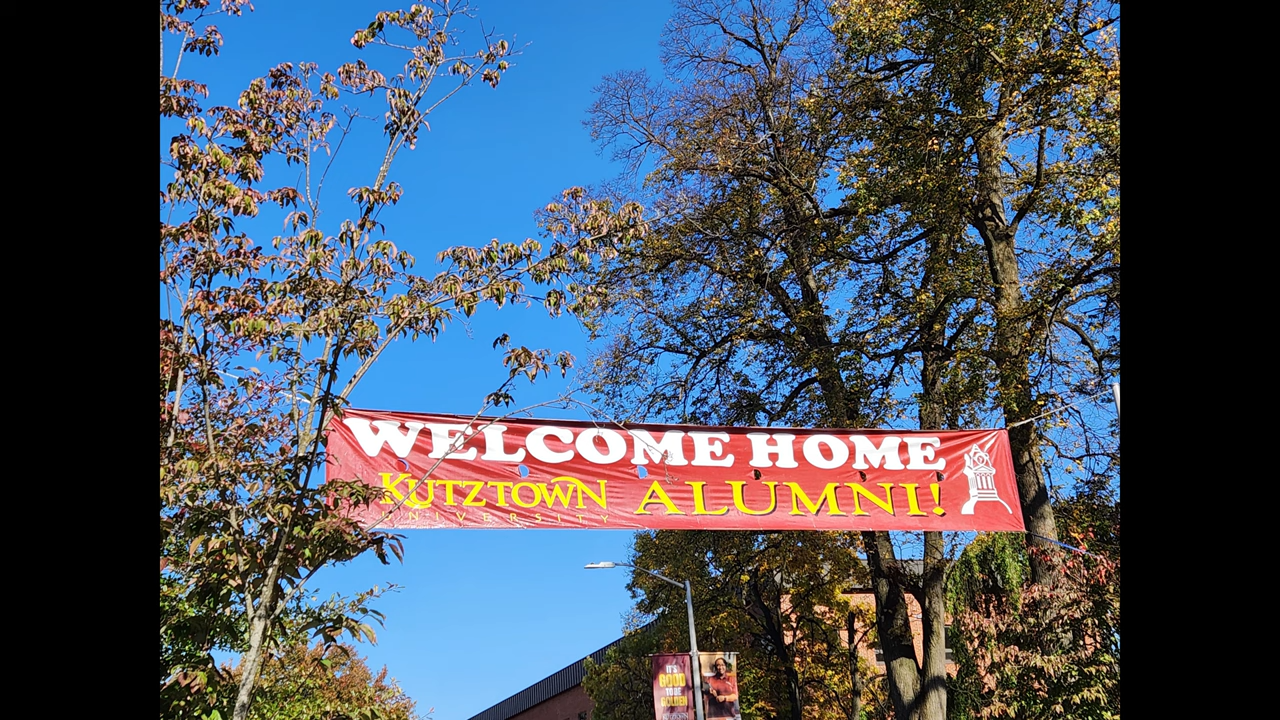 WELCOME HOME
KUTZTOWN ALUMNI!
UNIVERSITY
IT'S
GOOD
TO BE
GOLDEN